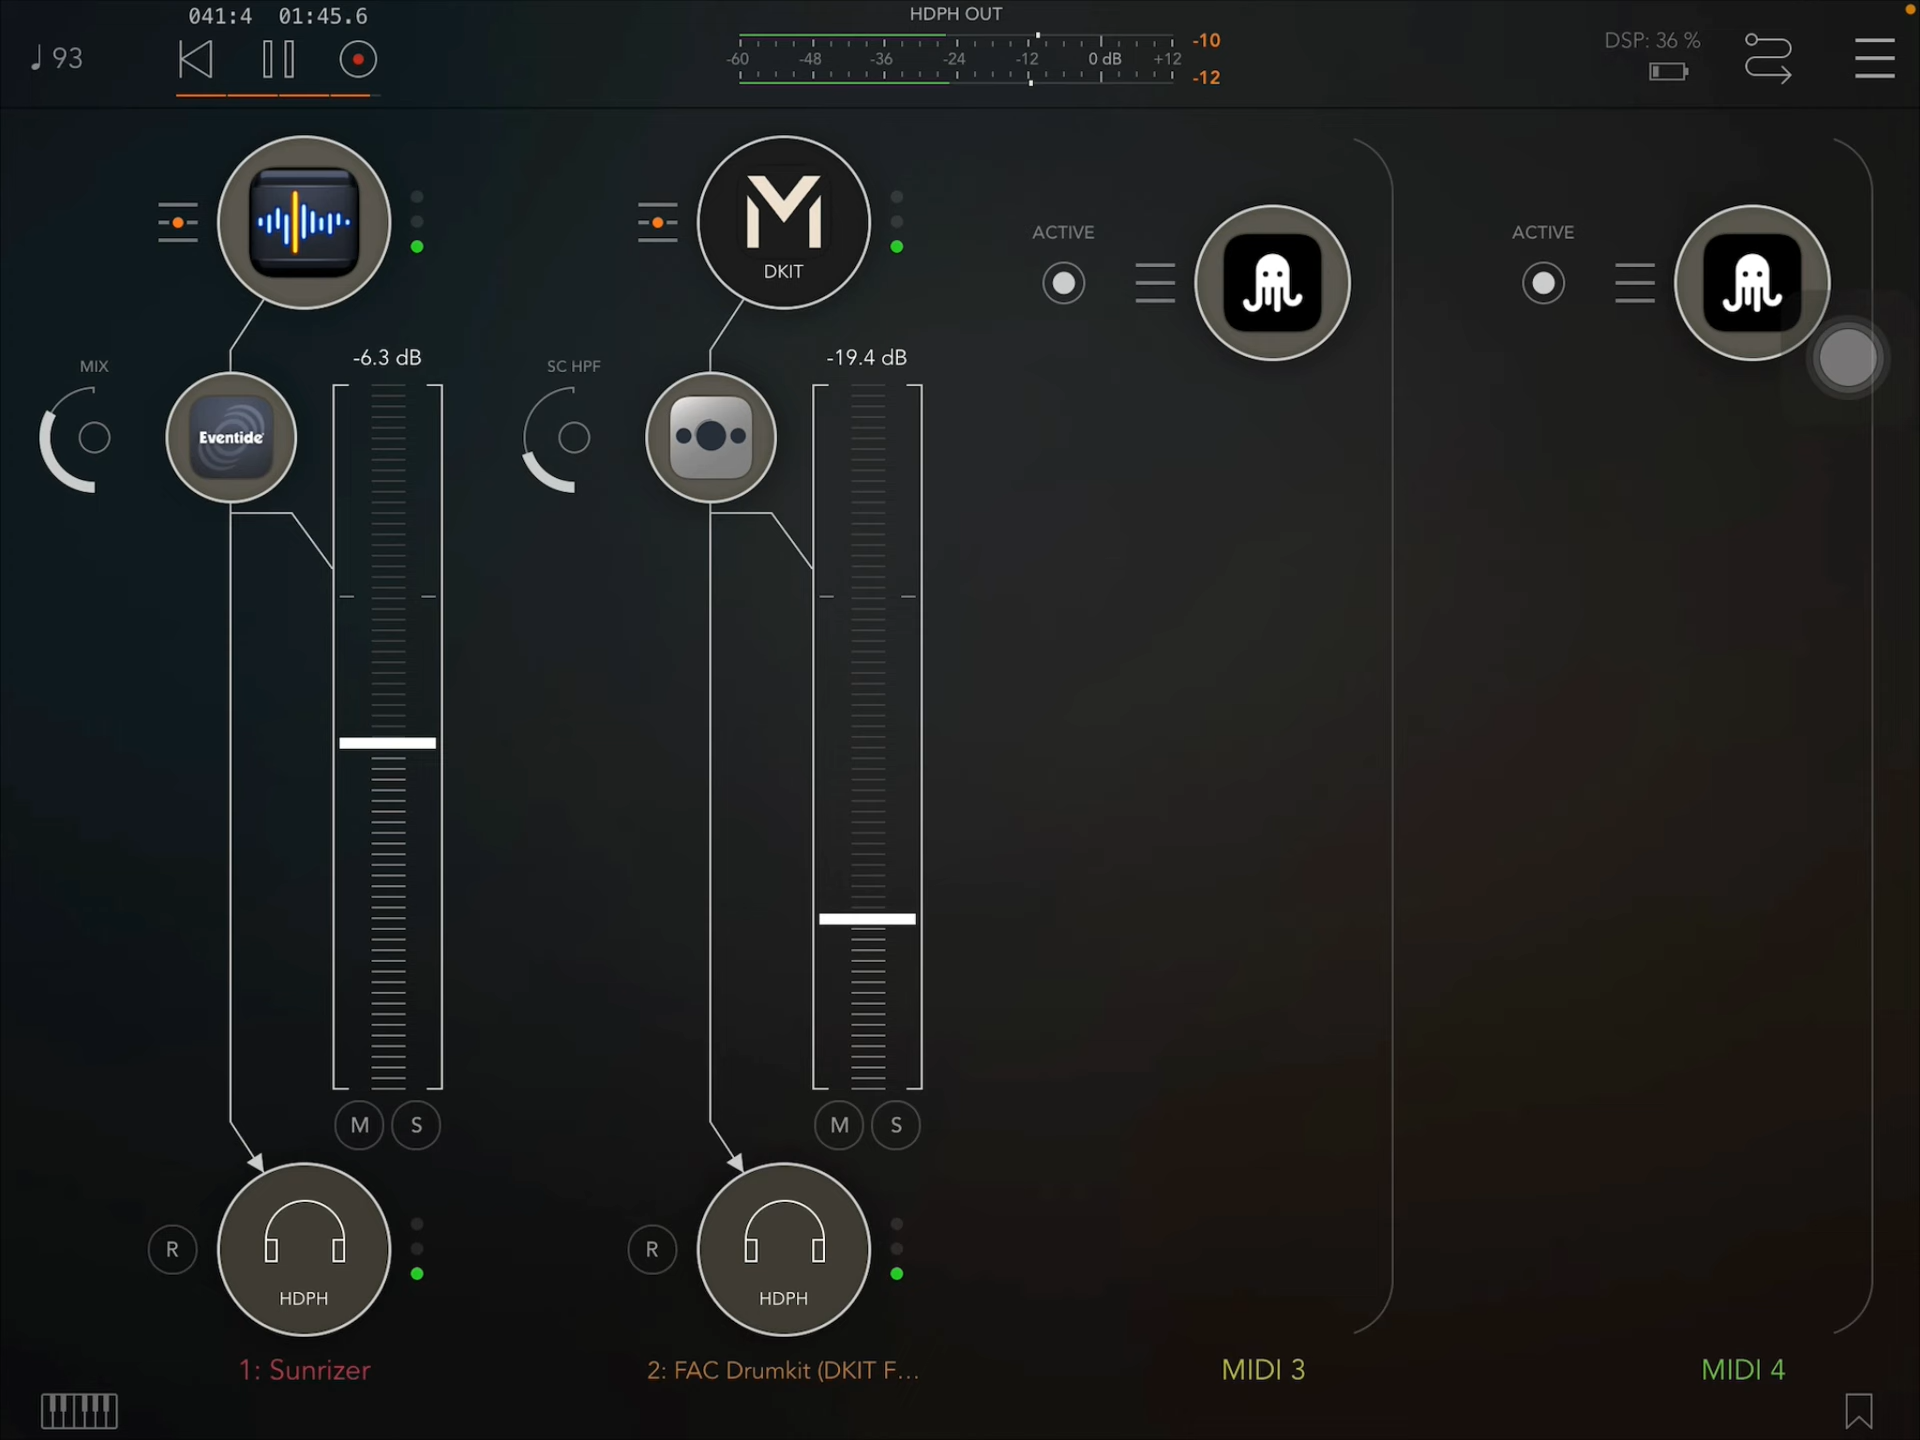 041:4 01:45.6
93
HDPH OUT
-60 -48 -36 -24 -12 0 dB +12
-10
-12
DSP: 36 %
DKIT
ACTIVE
ACTIVE
MIX
Eventide
-6.3 dB
SC HPF
-19.4 dB
M S
M S
R
HDPH
R
HDPH
1: Sunrizer
2: FAC Drumkit (DKIT F...
MIDI 3
MIDI 4